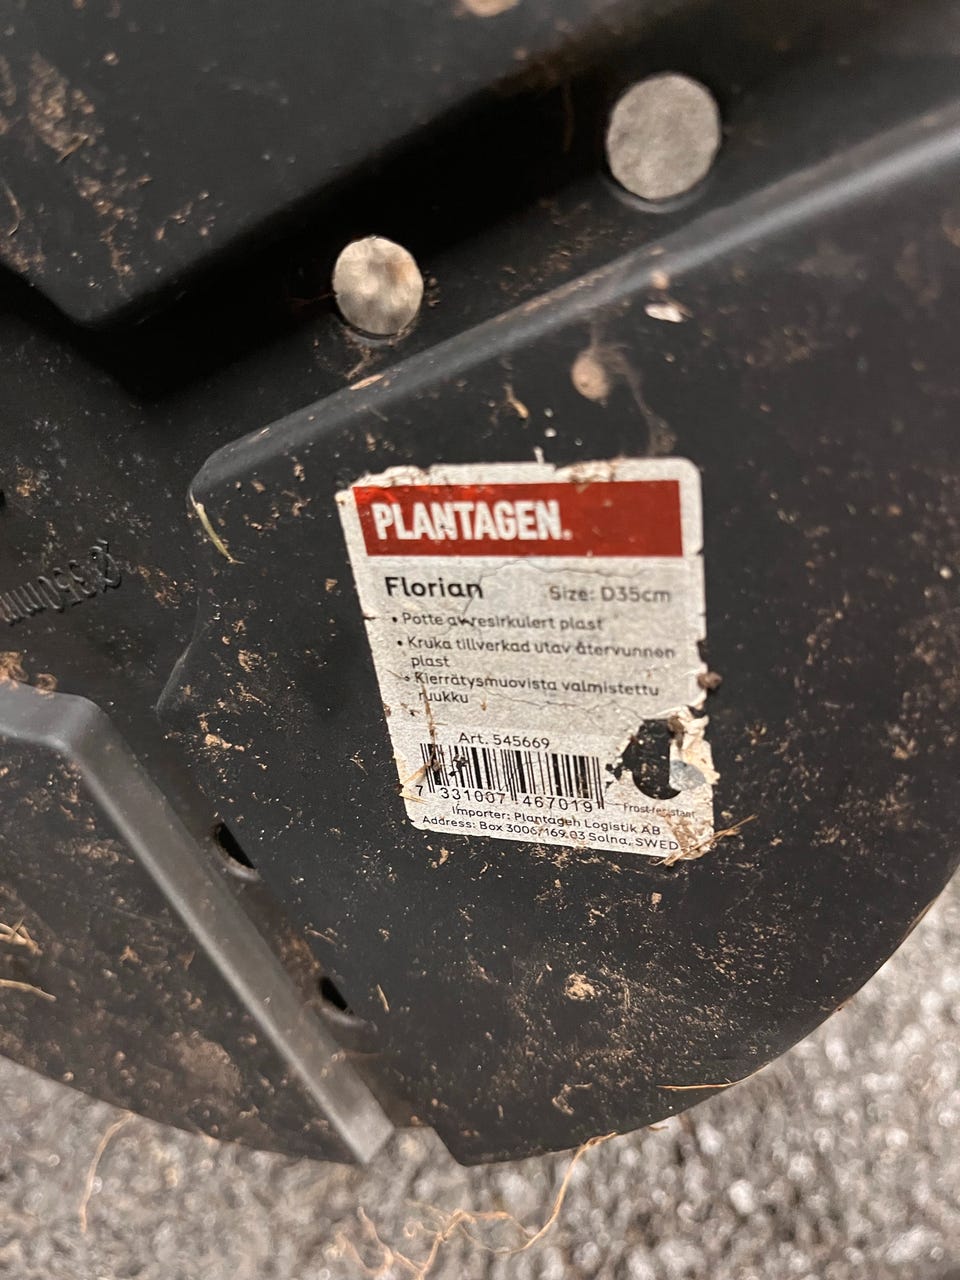 PLANTAGEN®
Florian Size: D35cm
• Potte av resirkulert plast
• Kruka tillverkad utav återvunnen
plast
• Kierrätysmuovista valmistettu
ruukku
Art. 545669
7 331007 467019
Frost-resistant
Importer: Plantagen Logistik AB
Address: Box 3006, 169 03 Solna, SWED
Ø 350mm